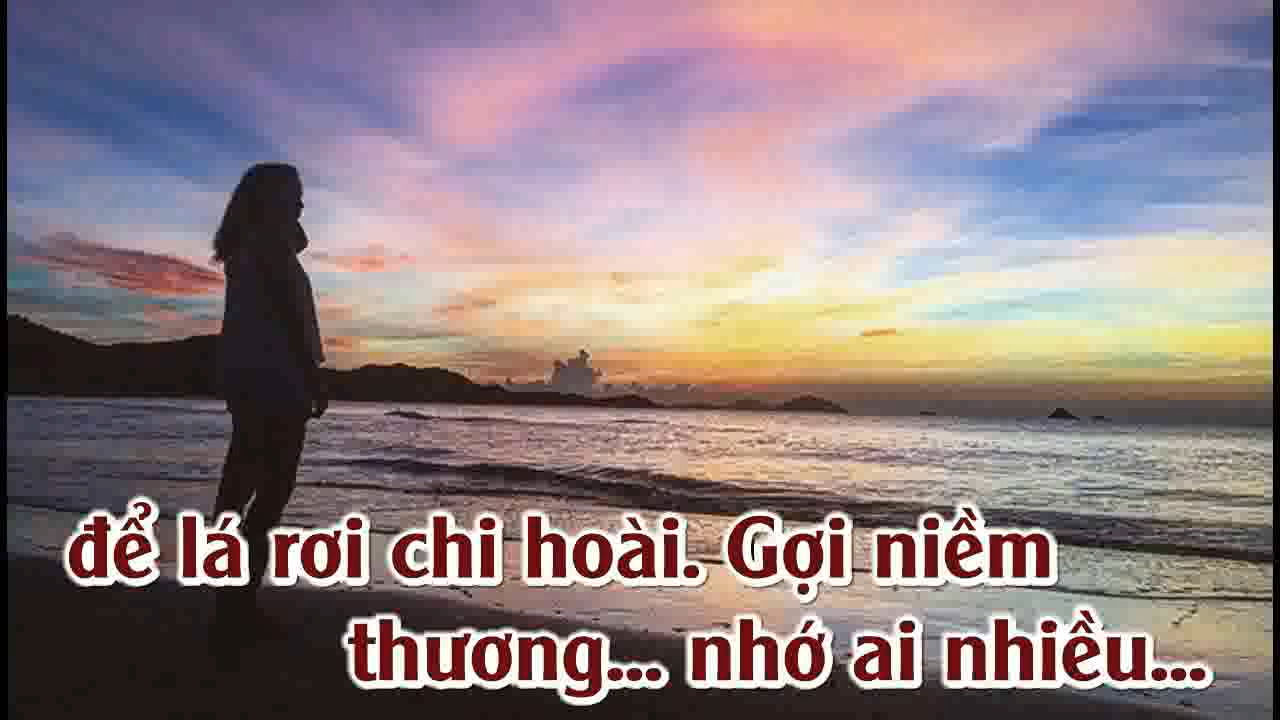 để lá rơi chi hoài. Gợi niềm
thương... nhớ ai nhiều...